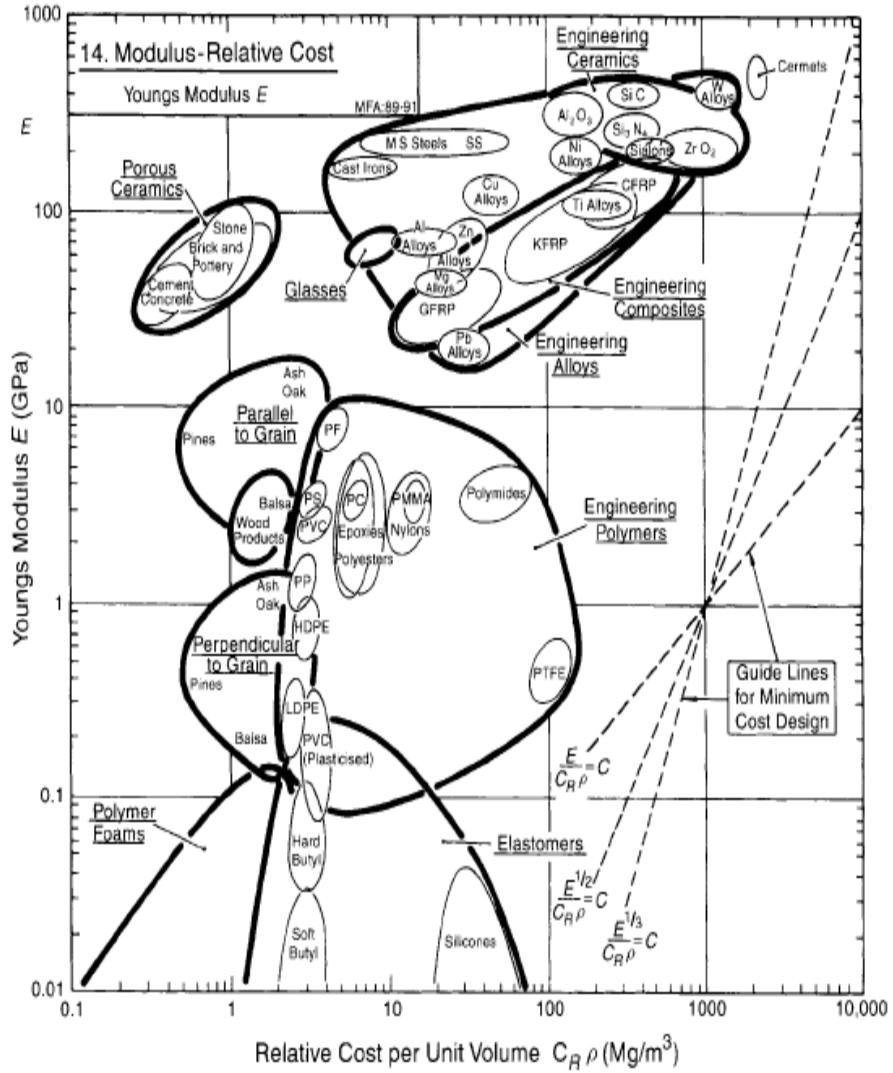 1000
14. Modulus-Relative Cost
Youngs Modulus E
MFA:89-91
E
Engineering
Ceramics
Cermets
W
Alloys
Si C
Al2O3
Si3 N4
Sialons
Zr O2
Ni
Alloys
M S Steels SS
Cast Irons
Cu
Alloys
CFRP
Ti Alloys
KFRP
Al
Alloys
Zn
Alloys
Mg
Alloys
GFRP
Pb
Alloys
Porous
Ceramics
Stone
Brick and
Pottery
Cement
Concrete
Glasses
Engineering
Composites
Engineering
Alloys
100
10
1
0.1
0.01
Youngs Modulus E (GPa)
Ash
Oak
Parallel
to Grain
Pines
Balsa
Wood
Products
PF
PS
PVC
PC
Epoxies
Polyesters
PMMA
Nylons
Polymides
Engineering
Polymers
Ash
Oak
PP
HDPE
Perpendicular
to Grain
Pines
Balsa
LDPE
PVC
(Plasticised)
PTFE
Guide Lines
for Minimum
Cost Design
E/CR ρ = C
E^1/2/CR ρ = C
E^1/3/CR ρ = C
Polymer
Foams
Elastomers
Hard
Butyl
Soft
Butyl
Silicones
0.1
1
10
100
1000
10,000
Relative Cost per Unit Volume CR ρ (Mg/m³)